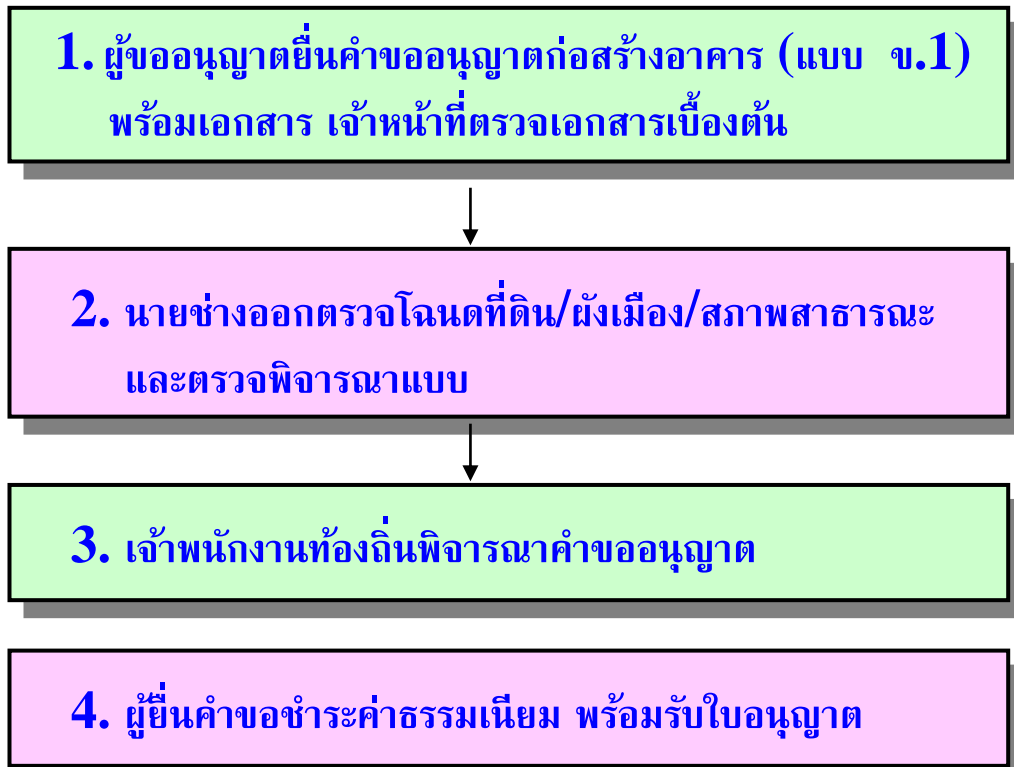 1. ผู้ขออนุญาตยื่นคำขออนุญาตก่อสร้างอาคาร (แบบ ข.1)
พร้อมเอกสาร เจ้าหน้าที่ตรวจเอกสารเบื้องต้น
2. นายช่างออกตรวจโฉนดที่ดิน/ผังเมือง/สภาพสาธารณะ
และตรวจพิจารณาแบบ
3. เจ้าพนักงานท้องถิ่นพิจารณาคำขออนุญาต
4. ผู้ยื่นคำขอชำระค่าธรรมเนียม พร้อมรับใบอนุญาต